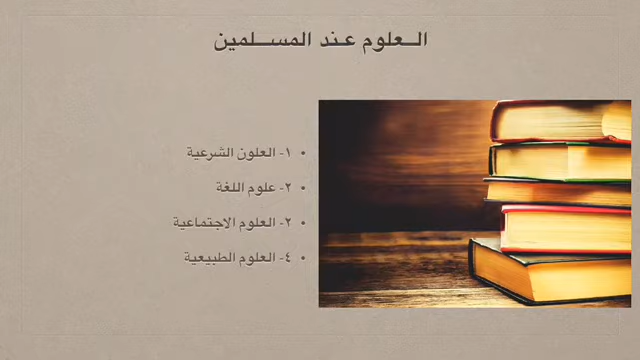 العلوم عند المسلمين
١- العلون الشرعية
٢- علوم اللغة
٢- العلوم الاجتماعية
٤- العلوم الطبيعية